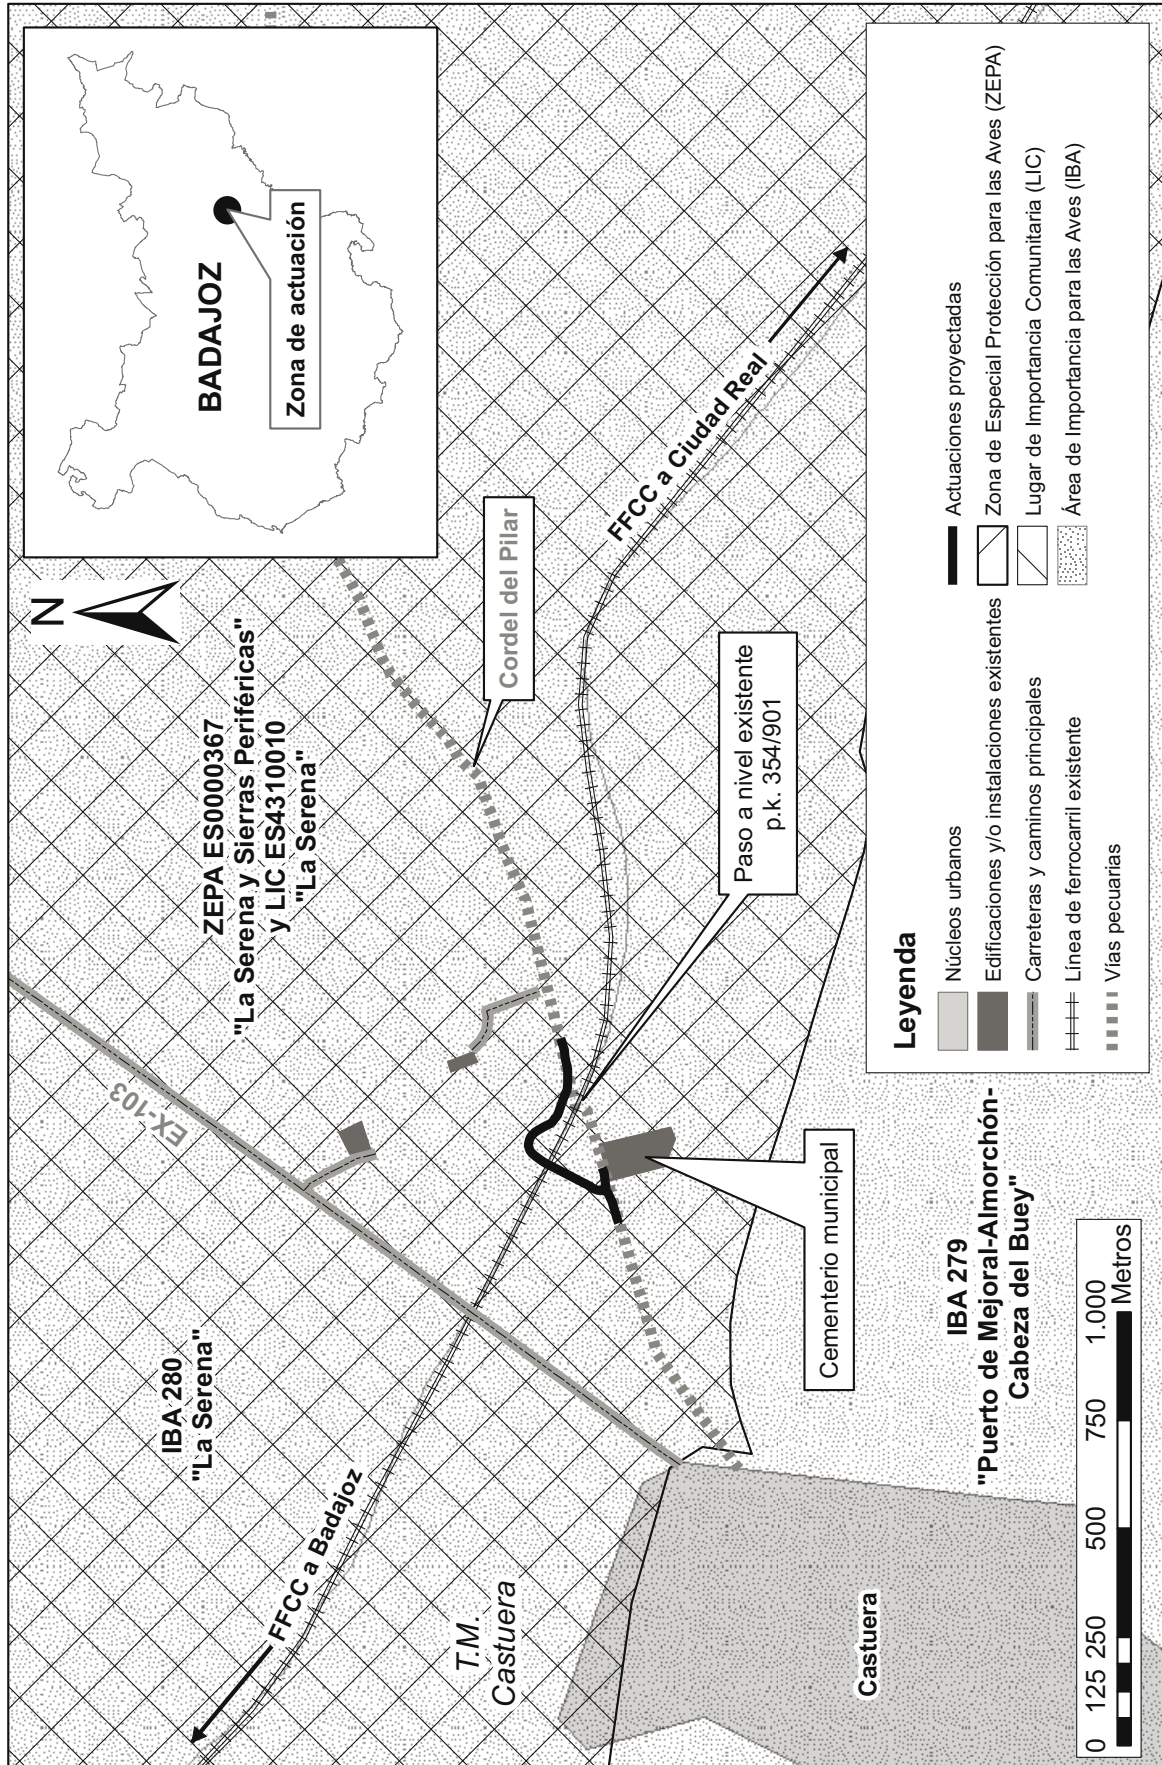 BADAJOZ
Zona de actuación
N
ZEPA ES0000367
"La Serena y Sierras Periféricas"
y LIC ES4310010
"La Serena"
EX-103
IBA 280
"La Serena"
FFCC a Badajoz
T.M.
Castuera
Cordel del Pilar
FFCC a Ciudad Real
Paso a nivel existente
p.k. 354/901
Cementerio municipal
Castuera
IBA 279
"Puerto de Mejoral-Almorchón-
Cabeza del Buey"
0 125 250 500 750 1.000
Metros
Leyenda
Núcleos urbanos
Edificaciones y/o instalaciones existentes
Carreteras y caminos principales
Línea de ferrocarril existente
Vías pecuarias
Actuaciones proyectadas
Zona de Especial Protección para las Aves (ZEPA)
Lugar de Importancia Comunitaria (LIC)
Área de Importancia para las Aves (IBA)